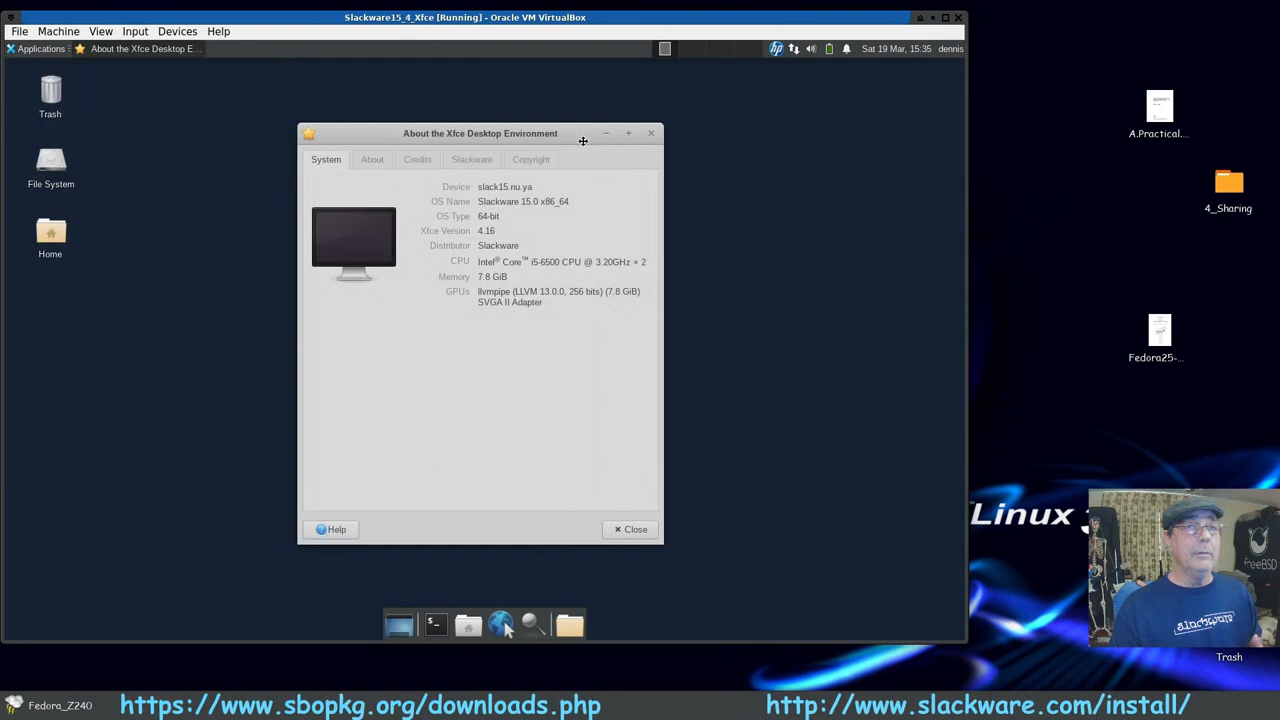 Slackware15_4_Xfce [Running] - Oracle VM VirtualBox
File Machine View Input Devices Help
Applications About the Xfce Desktop E... Sat 19 Mar, 15:35 dennis
Trash
File System
Home
About the Xfce Desktop Environment
System About Credits Slackware Copyright
Device slack15.nu.ya
OS Name Slackware 15.0 x86_64
OS Type 64-bit
Xfce Version 4.16
Distributor Slackware
CPU Intel® Core™ i5-6500 CPU @ 3.20GHz × 2
Memory 7.8 GiB
GPUs llvmpipe (LLVM 13.0.0, 256 bits) (7.8 GiB)
SVGA II Adapter
Help Close
A.Practical....
4_Sharing
Fedora25-...
Linux
freeBSD
slackware
Trash
hp
Fedora_Z240
https://www.sbopkg.org/downloads.php
http://www.slackware.com/install/